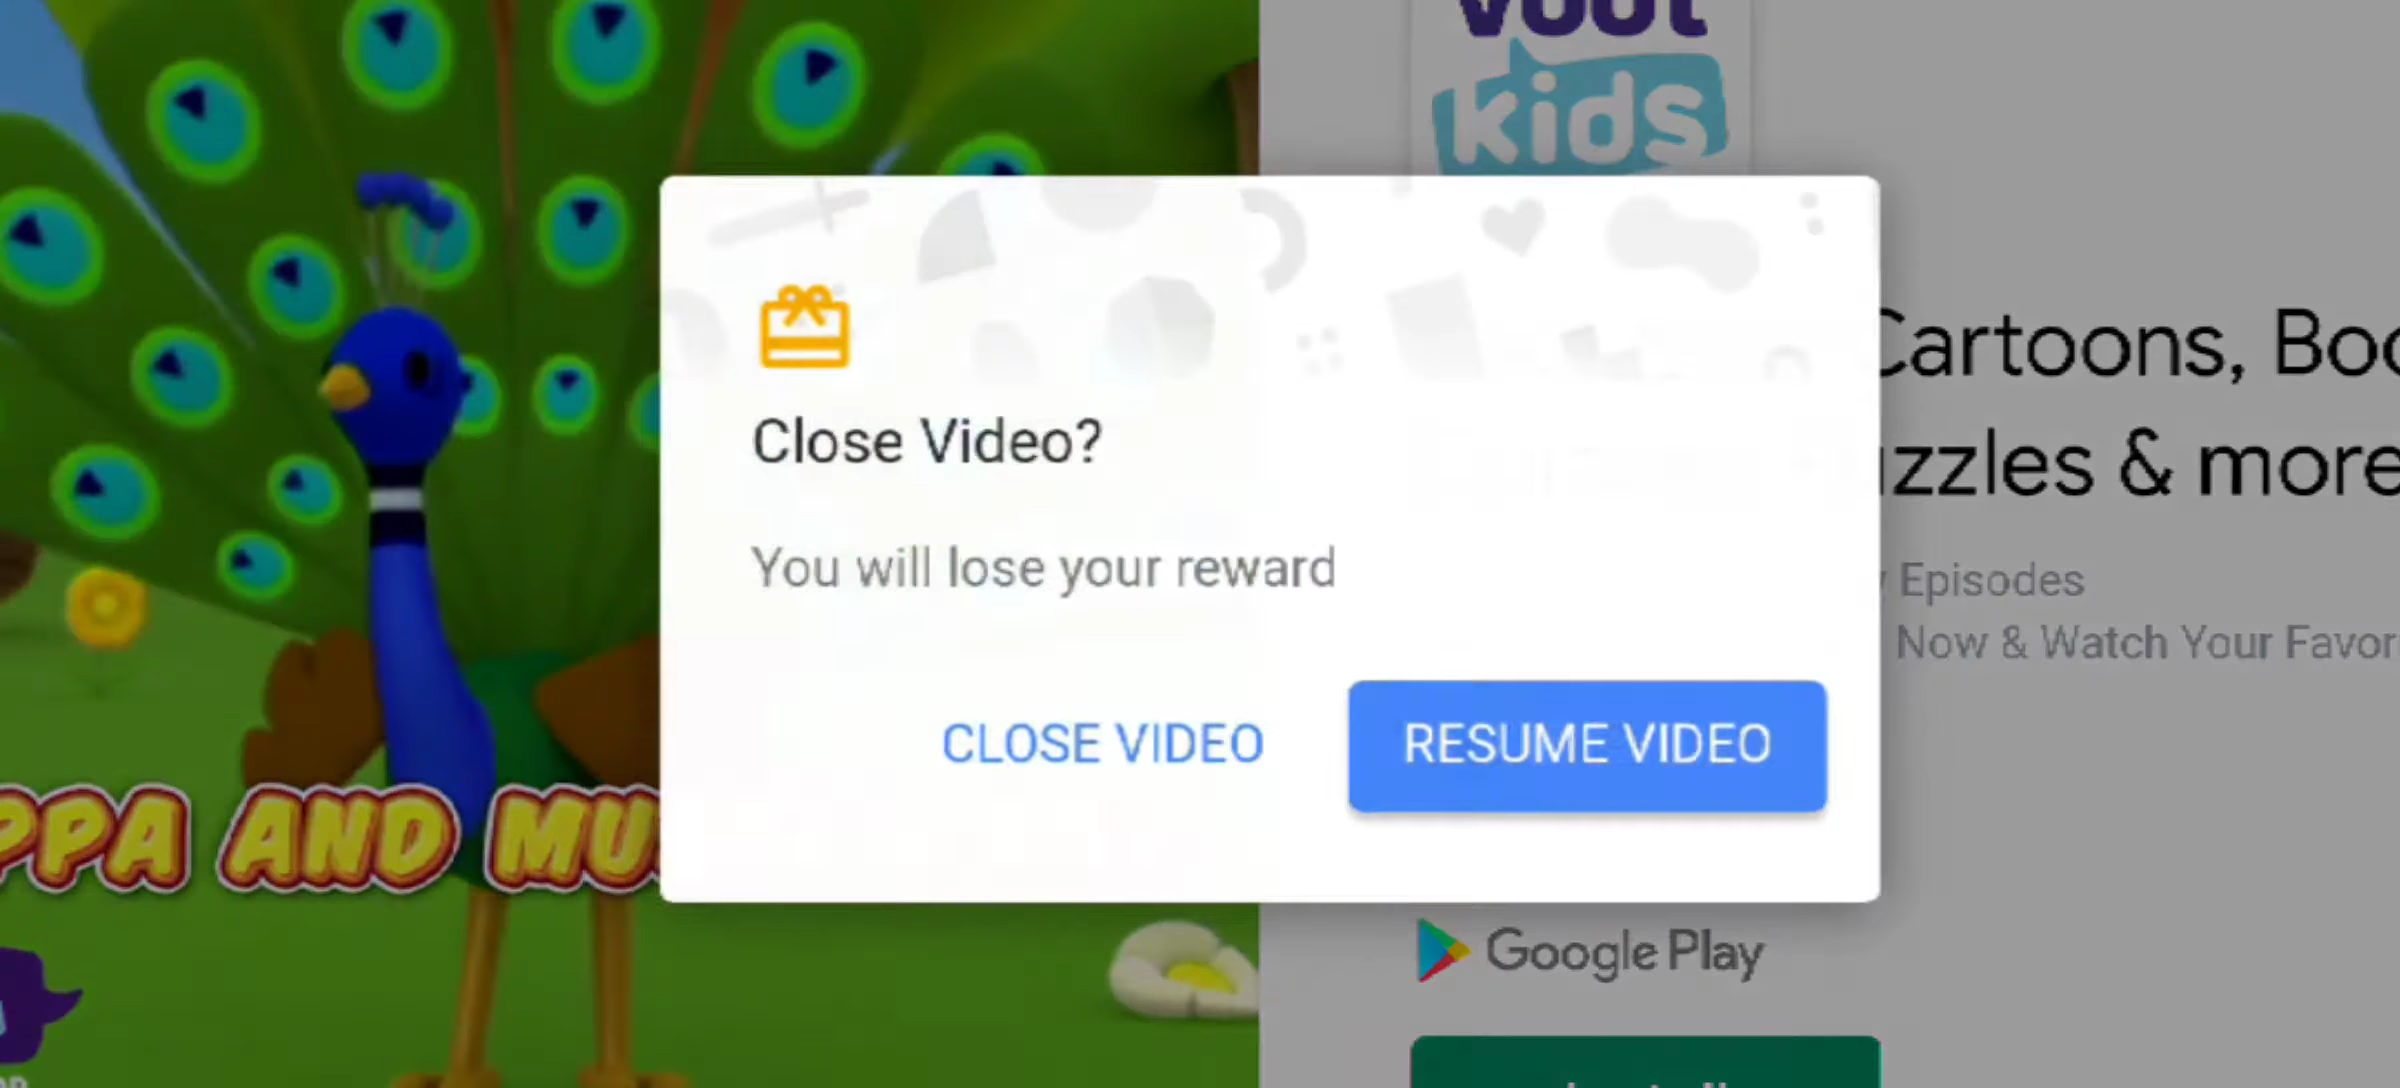 voot
kids
Cartoons, Boo
zzles & more
Episodes
Now & Watch Your Favor
Close Video?
You will lose your reward
CLOSE VIDEO
RESUME VIDEO
PPA AND MU
Google Play